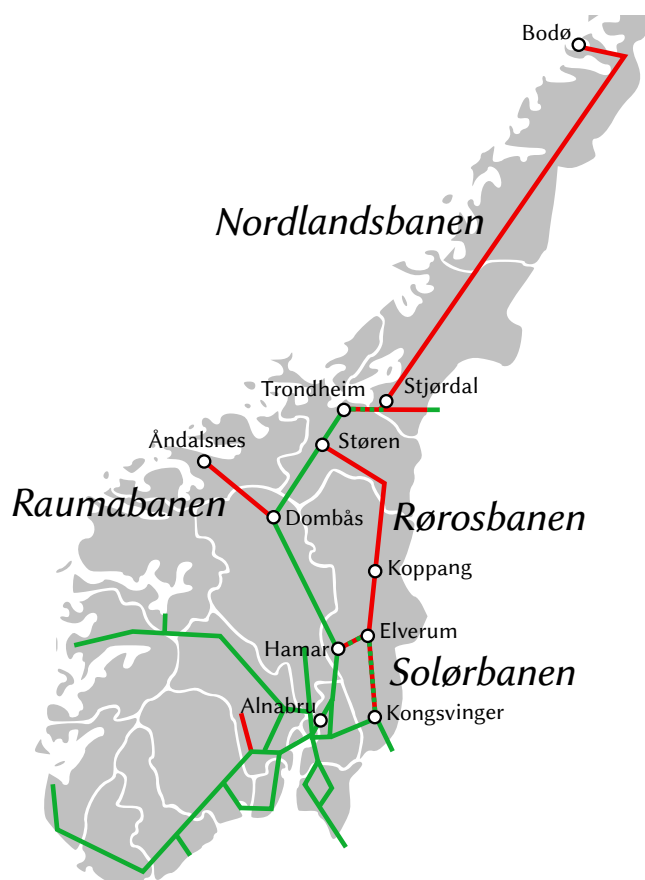 Bodø
Nordlandsbanen
Trondheim
Stjørdal
Åndalsnes
Støren
Raumabanen
Rørosbanen
Dombås
Koppang
Elverum
Hamar
Solørbanen
Alnabru
Kongsvinger